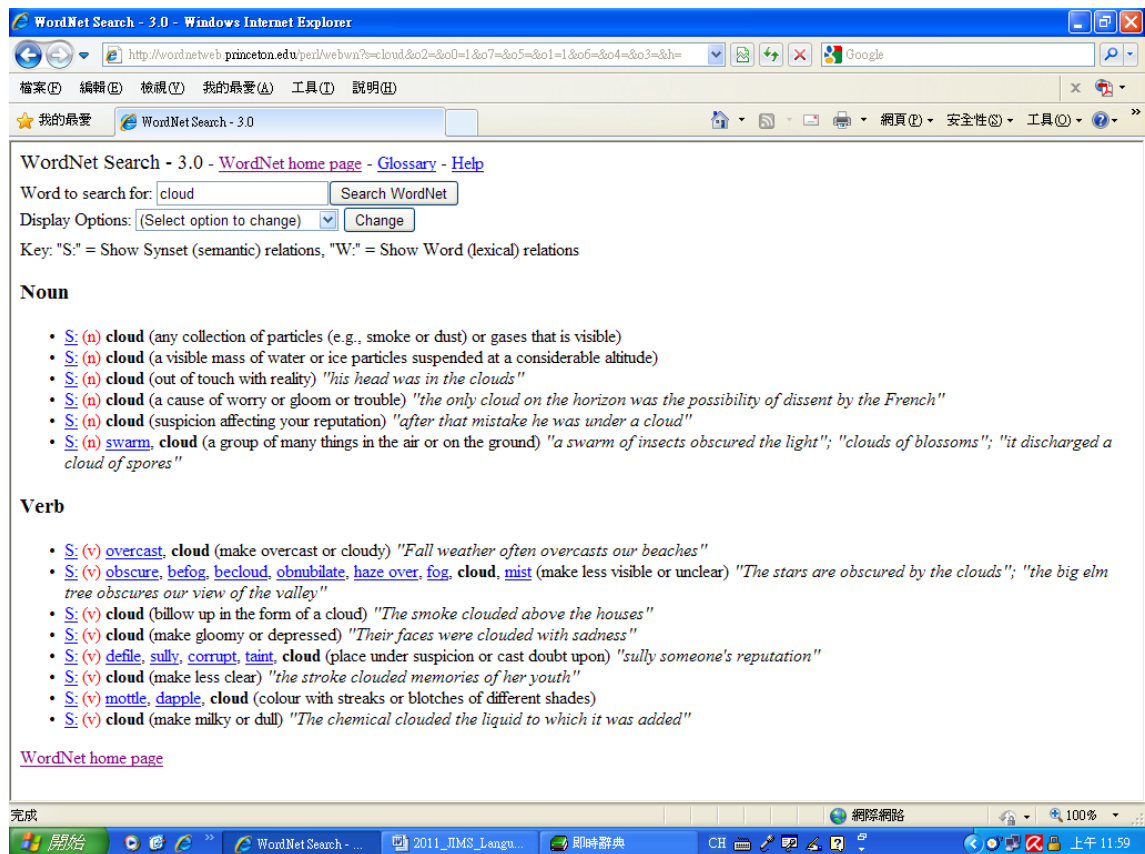 WordNet Search - 3.0 - Windows Internet Explorer
http://wordnetweb.princeton.edu/perl/webwn?s=cloud&o2=&o0=1&o7=&o5=&o1=1&o6=&o4=&o3=&h= Google
檔案(F) 編輯(E) 檢視(V) 我的最愛(A) 工具(T) 說明(H)
我的最愛 WordNet Search - 3.0 網頁(P) 安全性(S) 工具(O) »
WordNet Search - 3.0 - WordNet home page - Glossary - Help
Word to search for: cloud Search WordNet
Display Options: (Select option to change) Change
Key: "S:" = Show Synset (semantic) relations, "W:" = Show Word (lexical) relations
Noun
• S: (n) cloud (any collection of particles (e.g., smoke or dust) or gases that is visible)
• S: (n) cloud (a visible mass of water or ice particles suspended at a considerable altitude)
• S: (n) cloud (out of touch with reality) "his head was in the clouds"
• S: (n) cloud (a cause of worry or gloom or trouble) "the only cloud on the horizon was the possibility of dissent by the French"
• S: (n) cloud (suspicion affecting your reputation) "after that mistake he was under a cloud"
• S: (n) swarm, cloud (a group of many things in the air or on the ground) "a swarm of insects obscured the light"; "clouds of blossoms"; "it discharged a
cloud of spores"
Verb
• S: (v) overcast, cloud (make overcast or cloudy) "Fall weather often overcasts our beaches"
• S: (v) obscure, befog, becloud, obnubilate, haze over, fog, cloud, mist (make less visible or unclear) "The stars are obscured by the clouds"; "the big elm
tree obscures our view of the valley"
• S: (v) cloud (billow up in the form of a cloud) "The smoke clouded above the houses"
• S: (v) cloud (make gloomy or depressed) "Their faces were clouded with sadness"
• S: (v) defile, sully, corrupt, taint, cloud (place under suspicion or cast doubt upon) "sully someone's reputation"
• S: (v) cloud (make less clear) "the stroke clouded memories of her youth"
• S: (v) mottle, dapple, cloud (colour with streaks or blotches of different shades)
• S: (v) cloud (make milky or dull) "The chemical clouded the liquid to which it was added"
WordNet home page
完成 網際網路 100%
開始 » WordNet Search - ... 2011_JIMS_Langu... 即時辭典 CH 上午 11:59